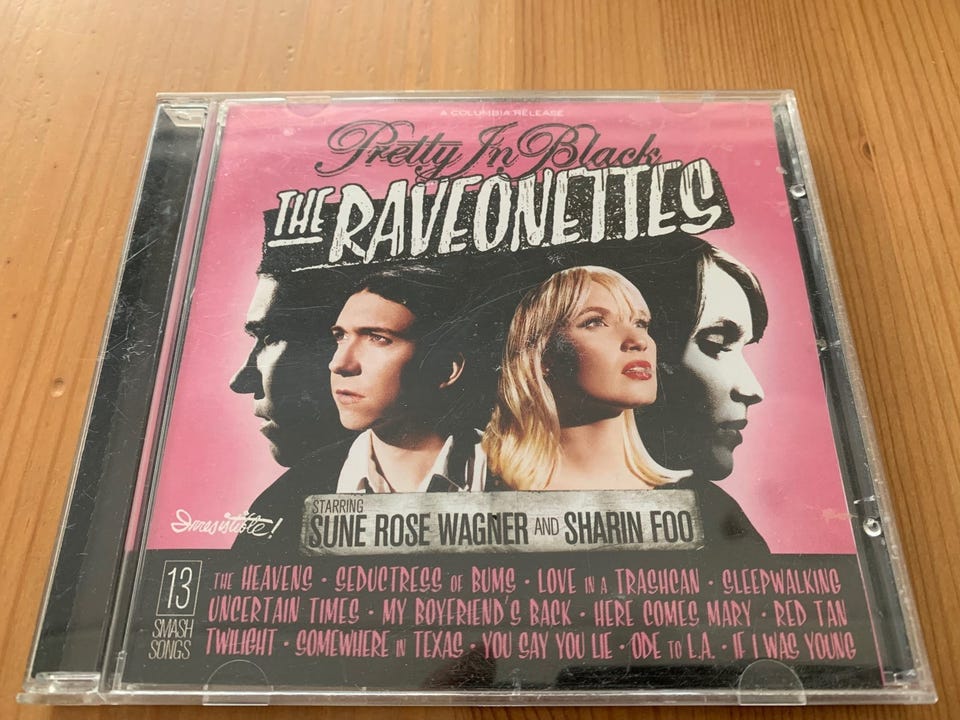 A COLUMBIA RELEASE
Pretty In Black
THE RAVEONETTES
STARRING
SUNE ROSE WAGNER AND SHARIN FOO
Irresistible!
13
SMASH
SONGS
THE HEAVENS · SEDUCTRESS OF BUMS · LOVE IN A TRASHCAN · SLEEPWALKING
UNCERTAIN TIMES · MY BOYFRIEND'S BACK · HERE COMES MARY · RED TAN
TWILIGHT · SOMEWHERE IN TEXAS · YOU SAY YOU LIE · ODE TO L.A. · IF I WAS YOUNG